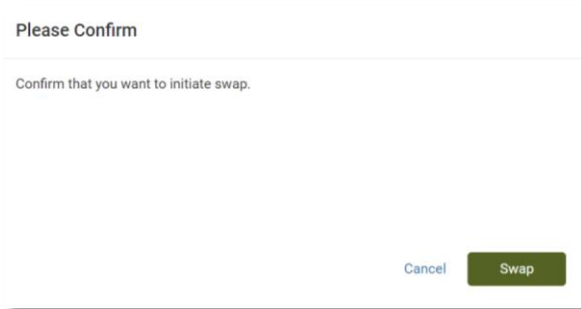 Please Confirm
Confirm that you want to initiate swap.
Cancel Swap